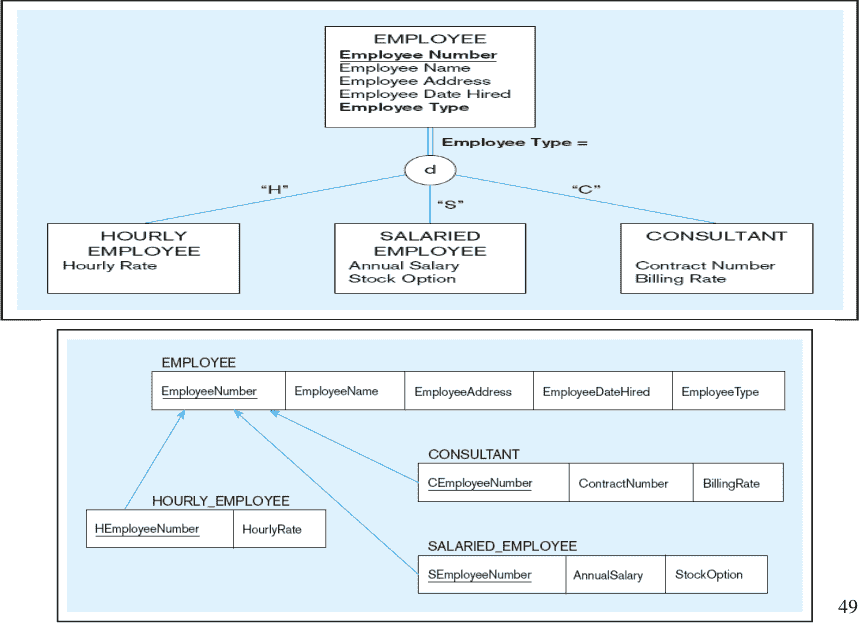 EMPLOYEE
Employee Number
Employee Name
Employee Address
Employee Date Hired
Employee Type
Employee Type =
d
“H”
“S”
“C”
HOURLY
EMPLOYEE
Hourly Rate
SALARIED
EMPLOYEE
Annual Salary
Stock Option
CONSULTANT
Contract Number
Billing Rate
EMPLOYEE
EmployeeNumber EmployeeName EmployeeAddress EmployeeDateHired EmployeeType
CONSULTANT
CEmployeeNumber ContractNumber BillingRate
HOURLY_EMPLOYEE
HEmployeeNumber HourlyRate
SALARIED_EMPLOYEE
SEmployeeNumber AnnualSalary StockOption
49